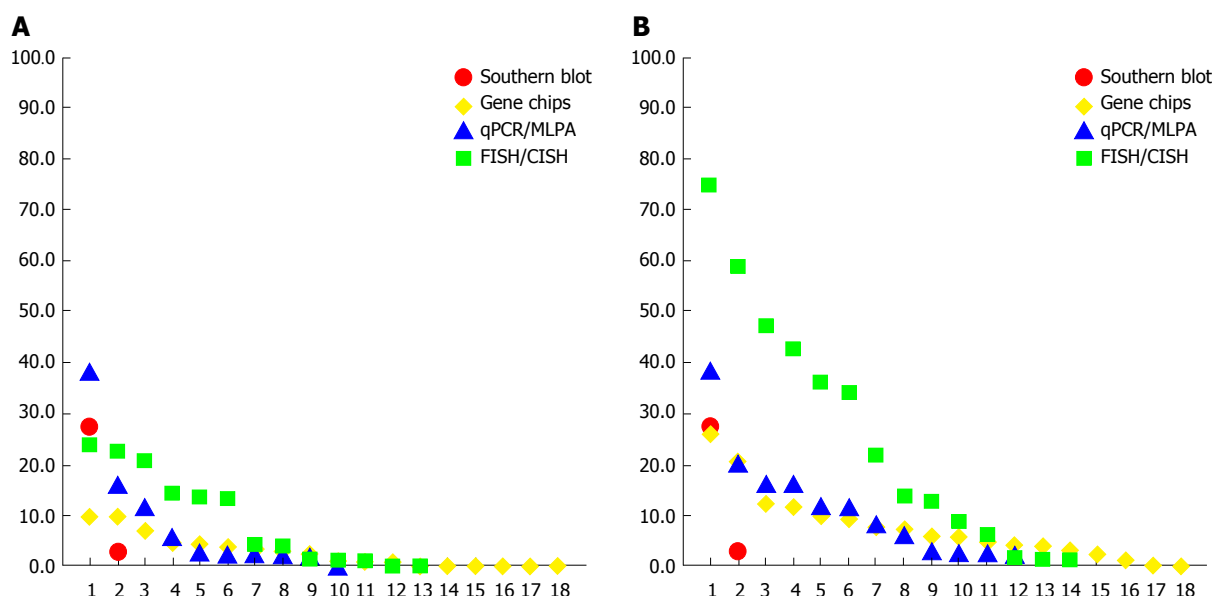 A
100.0
90.0
80.0
70.0
60.0
50.0
40.0
30.0
20.0
10.0
0.0
1 2 3 4 5 6 7 8 9 10 11 12 13 14 15 16 17 18
Southern blot
Gene chips
qPCR/MLPA
FISH/CISH
B
100.0
90.0
80.0
70.0
60.0
50.0
40.0
30.0
20.0
10.0
0.0
1 2 3 4 5 6 7 8 9 10 11 12 13 14 15 16 17 18
Southern blot
Gene chips
qPCR/MLPA
FISH/CISH